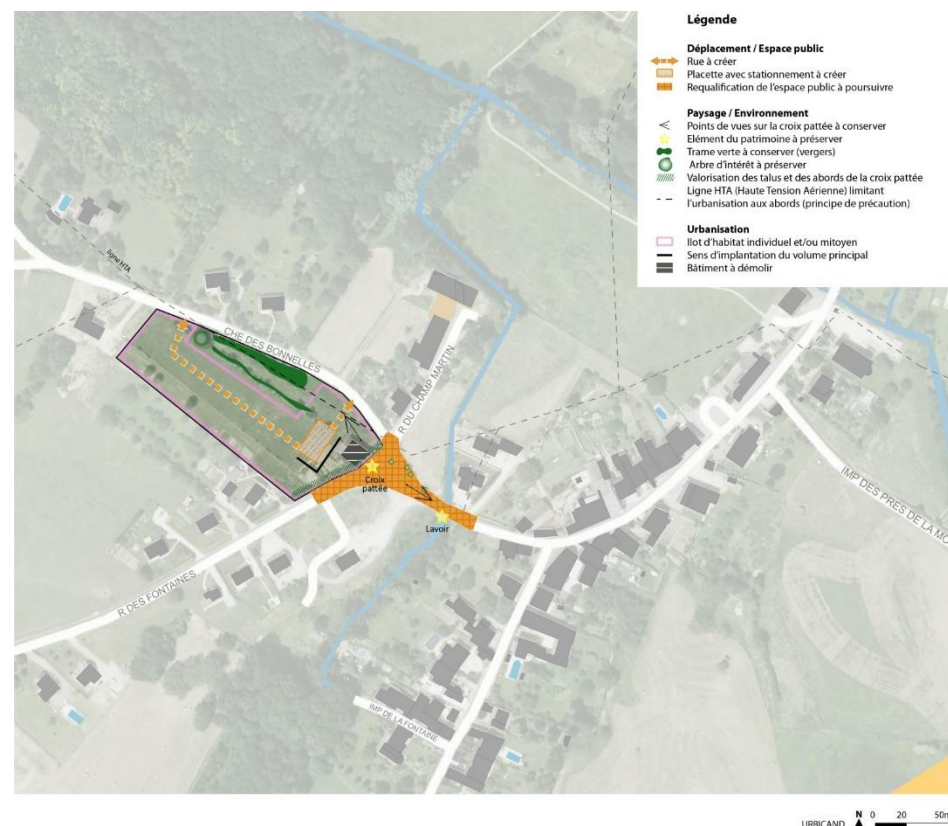 Légende
Déplacement / Espace public
Rue à créer
Placette avec stationnement à créer
Requalification de l'espace public à poursuivre
Paysage / Environnement
Points de vues sur la croix pattée à conserver
Elément du patrimoine à préserver
Trame verte à conserver (vergers)
Arbre d'intérêt à préserver
Valorisation des talus et des abords de la croix pattée
Ligne HTA (Haute Tension Aérienne) limitant
l'urbanisation aux abords (principe de précaution)
Urbanisation
Ilot d'habitat individuel et/ou mitoyen
Sens d'implantation du volume principal
Bâtiment à démolir
ligne HTA
CHE DES BONNELLES
R DU CHAMP MARTIN
Croix
pattée
Lavoir
R DES FONTAINES
IMP DES PRES DE LA MO
IMP DE LA FONTAINE
URBICAND
N 0 20 50m